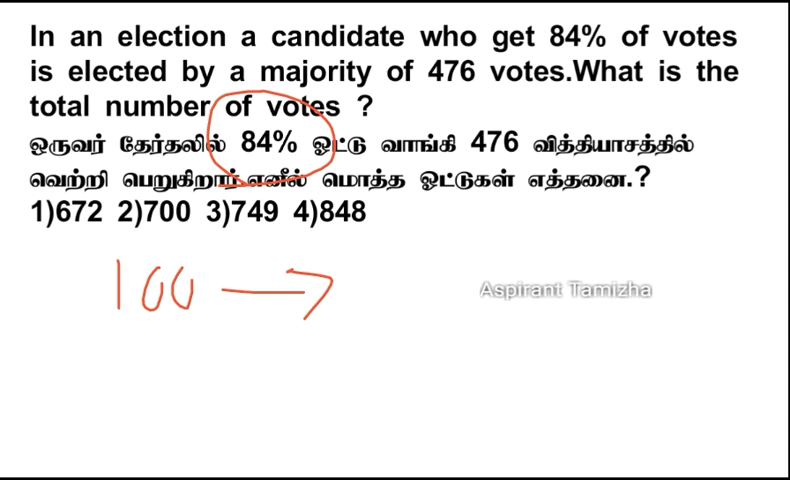 In an election a candidate who get 84% of votes
is elected by a majority of 476 votes.What is the
total number of votes ?
ஒருவர் தேர்தலில் 84% ஓட்டு வாங்கி 476 வித்தியாசத்தில்
வெற்றி பெறுகிறார் எனில் மொத்த ஓட்டுகள் எத்தனை.?
1)672 2)700 3)749 4)848
100 →
Aspirant Tamizha